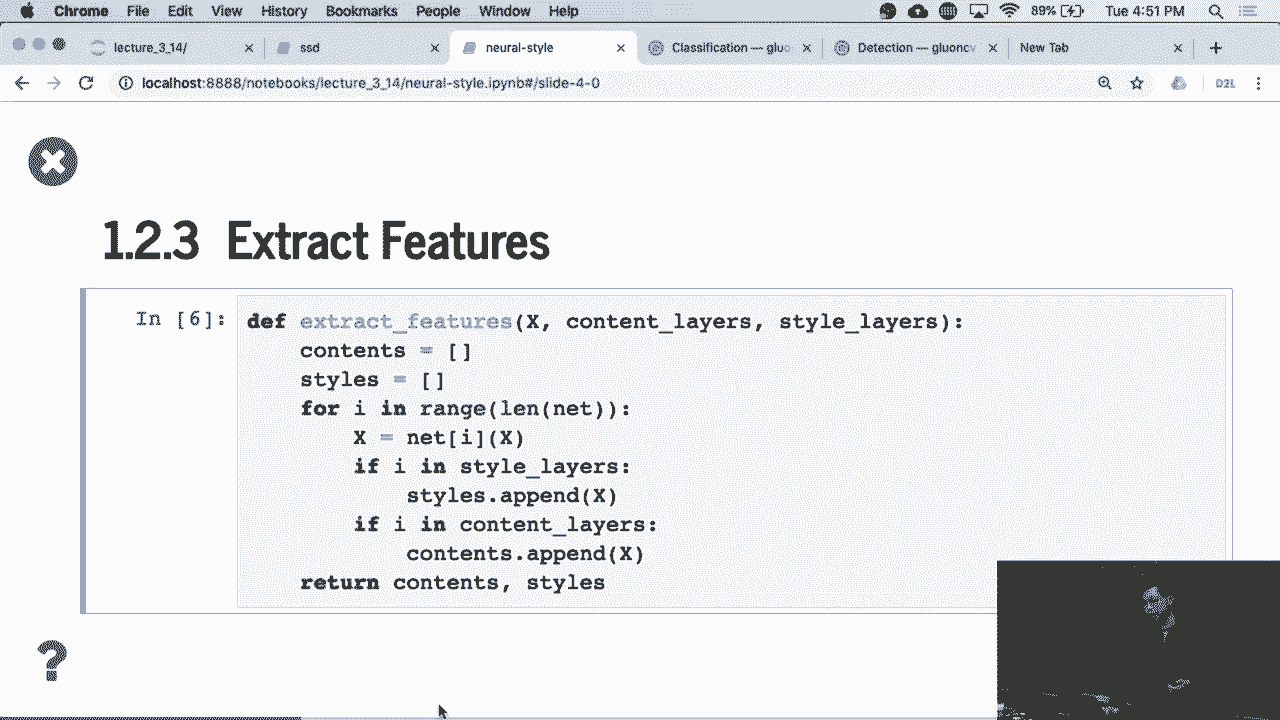 Chrome File Edit View History Bookmarks People Window Help 89% Tue 4:51 PM
lecture_3_14/ ssd neural-style Classification — gluo Detection — gluoncv New Tab
localhost:8888/notebooks/lecture_3_14/neural-style.ipynb#/slide-4-0 D2L
1.2.3 Extract Features
In [6]: def extract_features(X, content_layers, style_layers):
contents = []
styles = []
for i in range(len(net)):
X = net[i](X)
if i in style_layers:
styles.append(X)
if i in content_layers:
contents.append(X)
return contents, styles
?